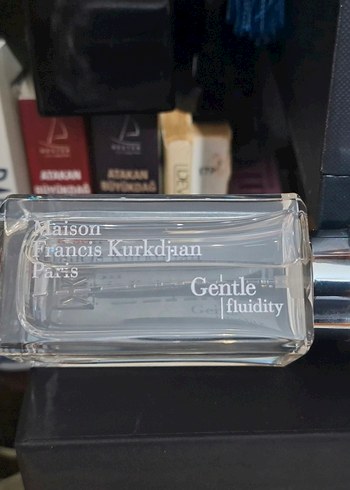 ATAKAN
BÜYÜKDAĞ
ATAKAN
BÜYÜKDAĞ
Maison
Francis Kurkdjian
Paris
Gentle
fluidity